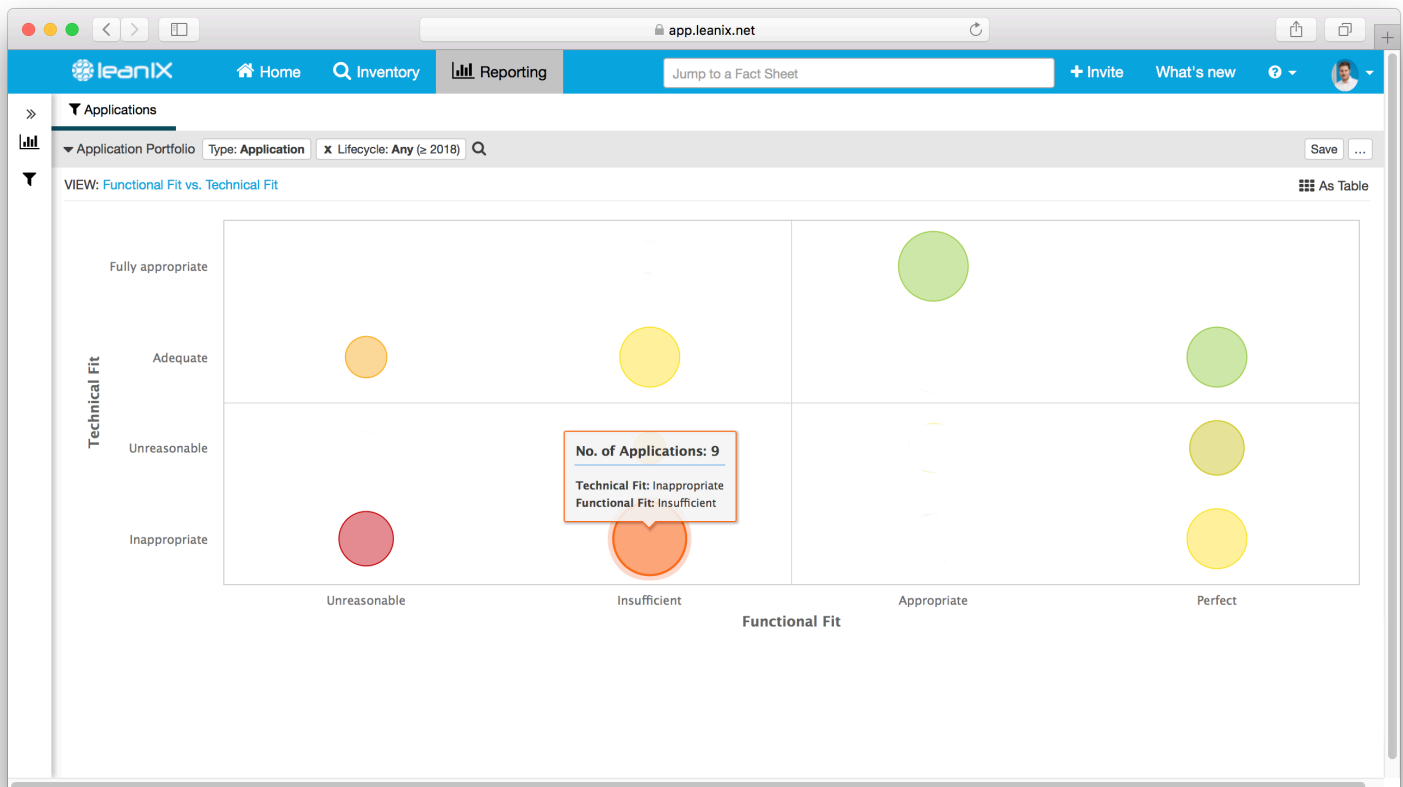 app.leanix.net
leanIX Home Inventory Reporting Jump to a Fact Sheet + Invite What's new ?
Applications
Application Portfolio Type: Application x Lifecycle: Any (≥ 2018) Save ...
VIEW: Functional Fit vs. Technical Fit As Table
Fully appropriate
Adequate
Technical Fit
Unreasonable
No. of Applications: 9
Technical Fit: Inappropriate
Functional Fit: Insufficient
Inappropriate
Unreasonable Insufficient Appropriate Perfect
Functional Fit